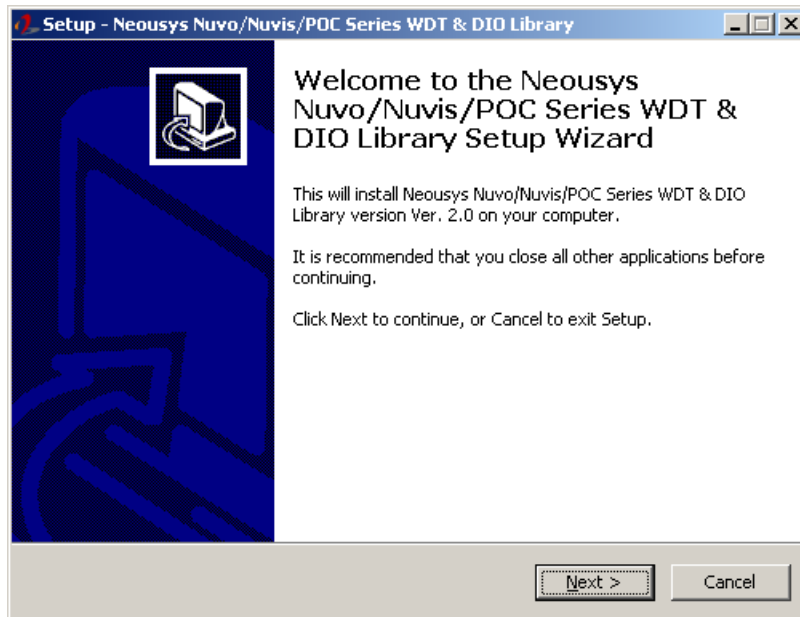 Setup - Neousys Nuvo/Nuvis/POC Series WDT & DIO Library
Welcome to the Neousys
Nuvo/Nuvis/POC Series WDT &
DIO Library Setup Wizard
This will install Neousys Nuvo/Nuvis/POC Series WDT & DIO
Library version Ver. 2.0 on your computer.
It is recommended that you close all other applications before
continuing.
Click Next to continue, or Cancel to exit Setup.
Next >
Cancel